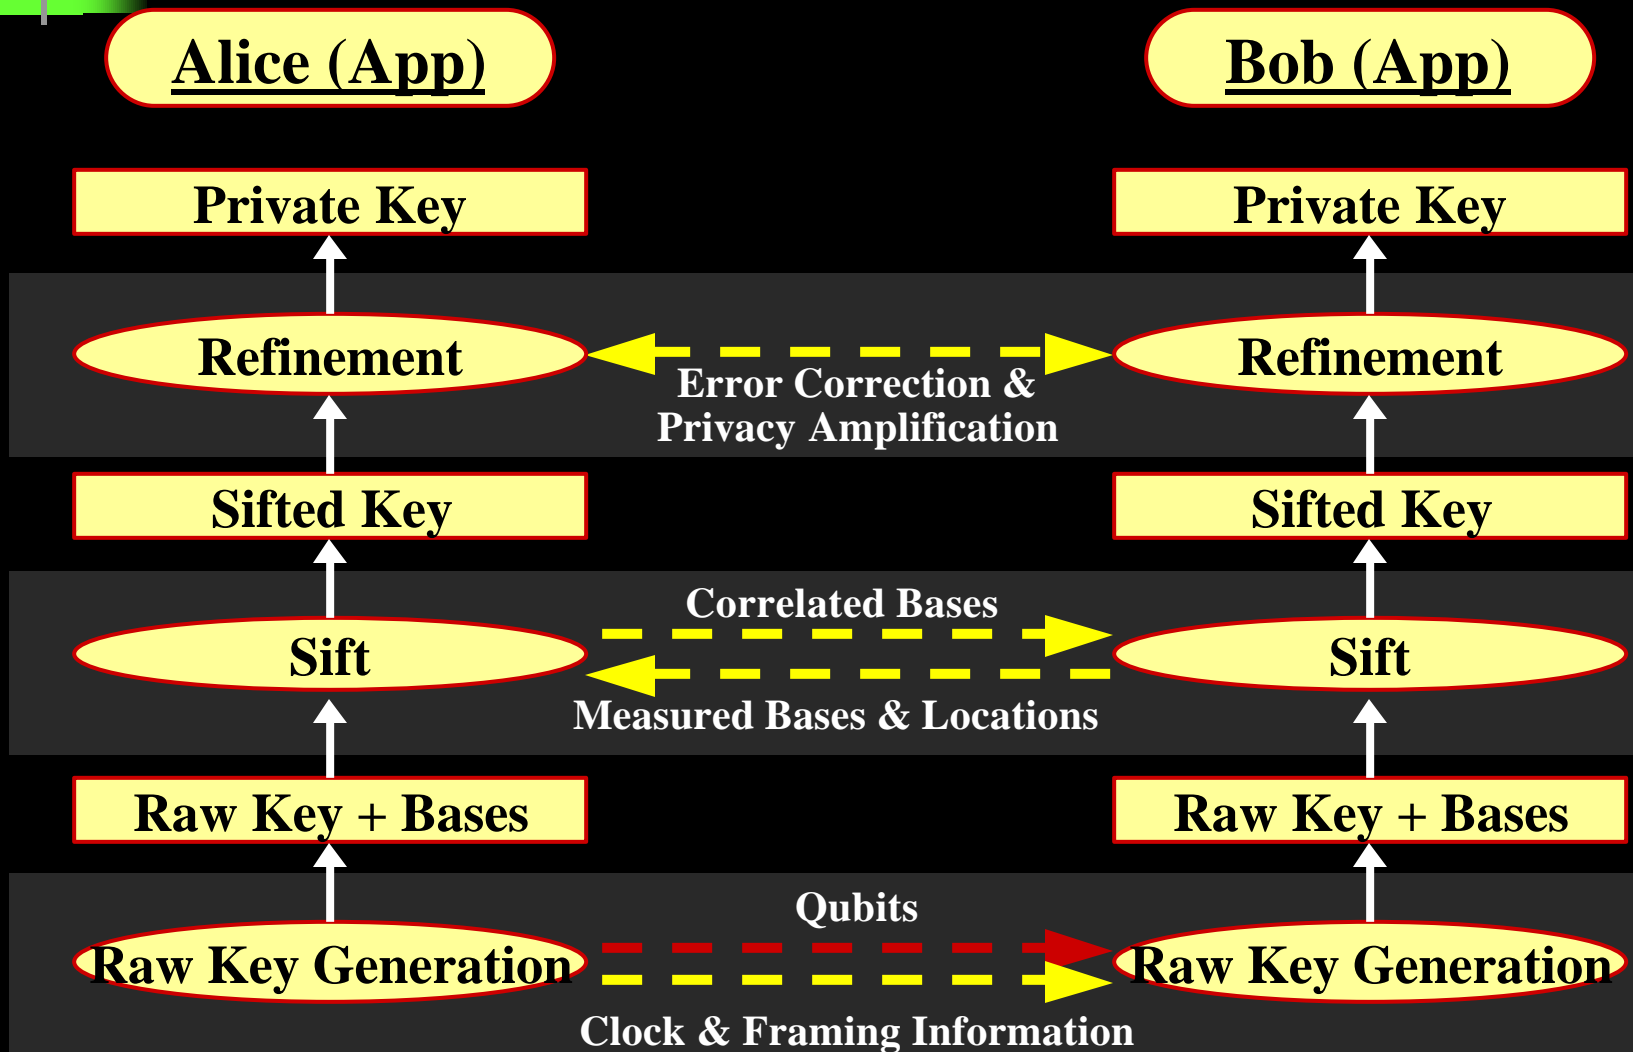 Alice (App)
Bob (App)
Private Key
Private Key
Refinement
Refinement
Error Correction &
Privacy Amplification
Sifted Key
Sifted Key
Correlated Bases
Sift
Sift
Measured Bases & Locations
Raw Key + Bases
Raw Key + Bases
Qubits
Raw Key Generation
Raw Key Generation
Clock & Framing Information